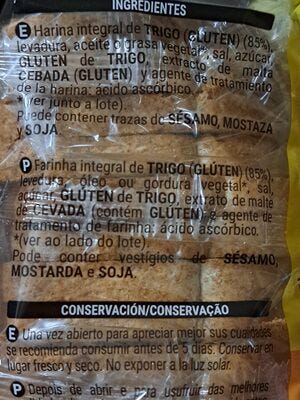 INGREDIENTES
E Harina integral de TRIGO (GLUTEN) (85%),
levadura, aceite o grasa vegetal*, sal, azúcar,
GLUTEN de TRIGO, extracto de malta
CEBADA (GLUTEN) y agente de tratamiento
de la harina: ácido ascórbico.
*(ver junto a lote).
Puede contener trazas de SÉSAMO, MOSTAZA
y SOJA.
P Farinha integral de TRIGO (GLÚTEN) (85%),
levedura, óleo ou gordura vegetal*, sal,
açúcar, GLÚTEN de TRIGO, extrato de malte
de CEVADA (contém GLÚTEN) e agente de
tratamento de farinha: ácido ascórbico.
*(ver ao lado do lote).
Pode conter vestígios de SÉSAMO,
MOSTARDA e SOJA.
CONSERVACIÓN/CONSERVAÇÃO
E Una vez abierto para apreciar mejor sus cualidades
se recomienda consumir antes de 5 días. Conservar en
lugar fresco y seco. No exponer a la luz solar.
P Depois de abrir e para usufruir das melhores